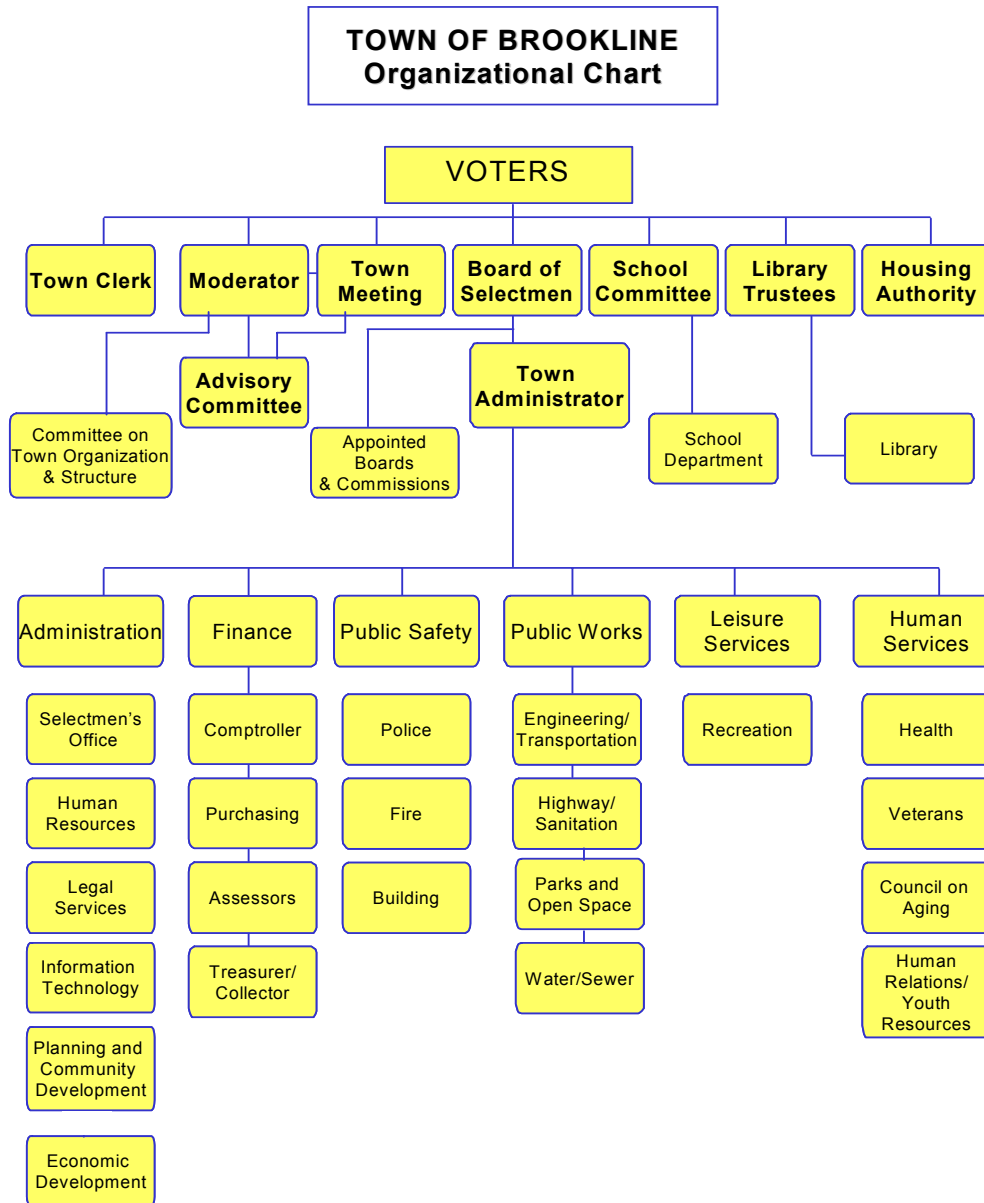 TOWN OF BROOKLINE
Organizational Chart
VOTERS
Town Clerk
Moderator
Town
Meeting
Board of
Selectmen
School
Committee
Library
Trustees
Housing
Authority
Advisory
Committee
Town
Administrator
Committee on
Town Organization
& Structure
Appointed
Boards
& Commissions
School
Department
Library
Administration
Finance
Public Safety
Public Works
Leisure
Services
Human
Services
Selectmen's
Office
Human
Resources
Legal
Services
Information
Technology
Planning and
Community
Development
Economic
Development
Comptroller
Purchasing
Assessors
Treasurer/
Collector
Police
Fire
Building
Engineering/
Transportation
Highway/
Sanitation
Parks and
Open Space
Water/Sewer
Recreation
Health
Veterans
Council on
Aging
Human
Relations/
Youth
Resources